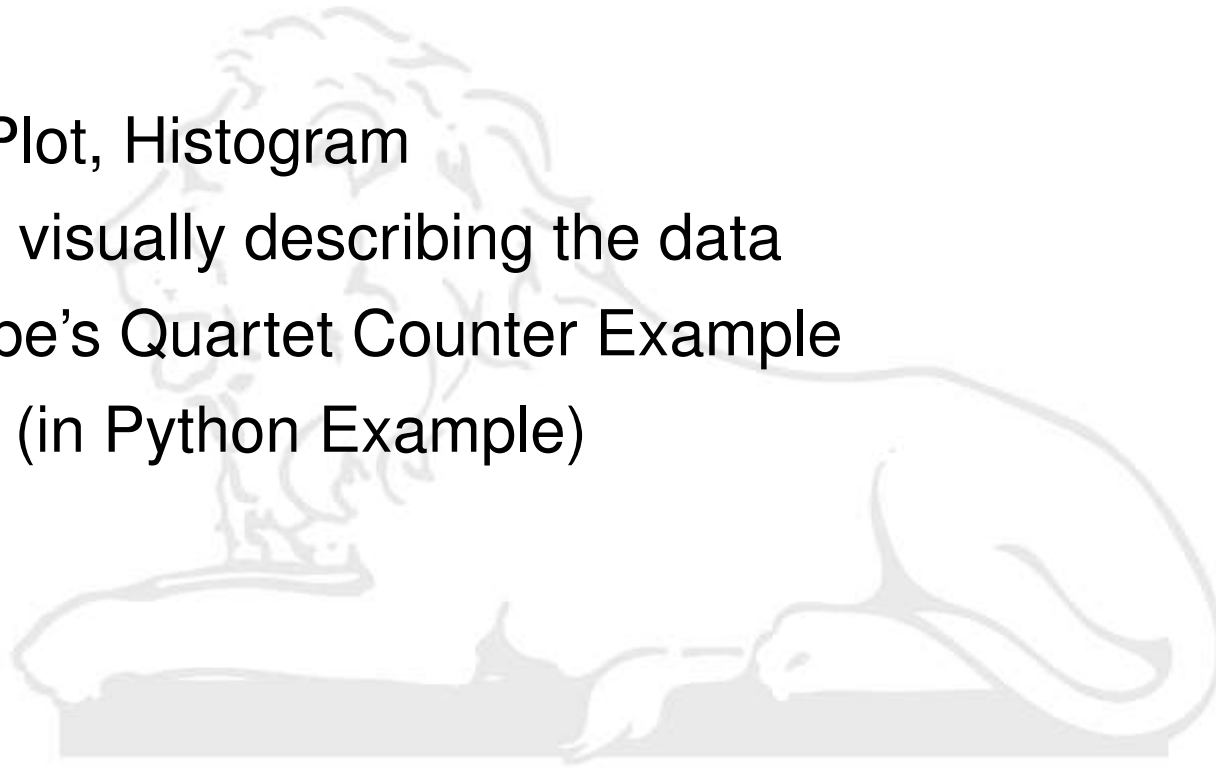 Plot, Histogram
visually describing the data
be's Quartet Counter Example
(in Python Example)